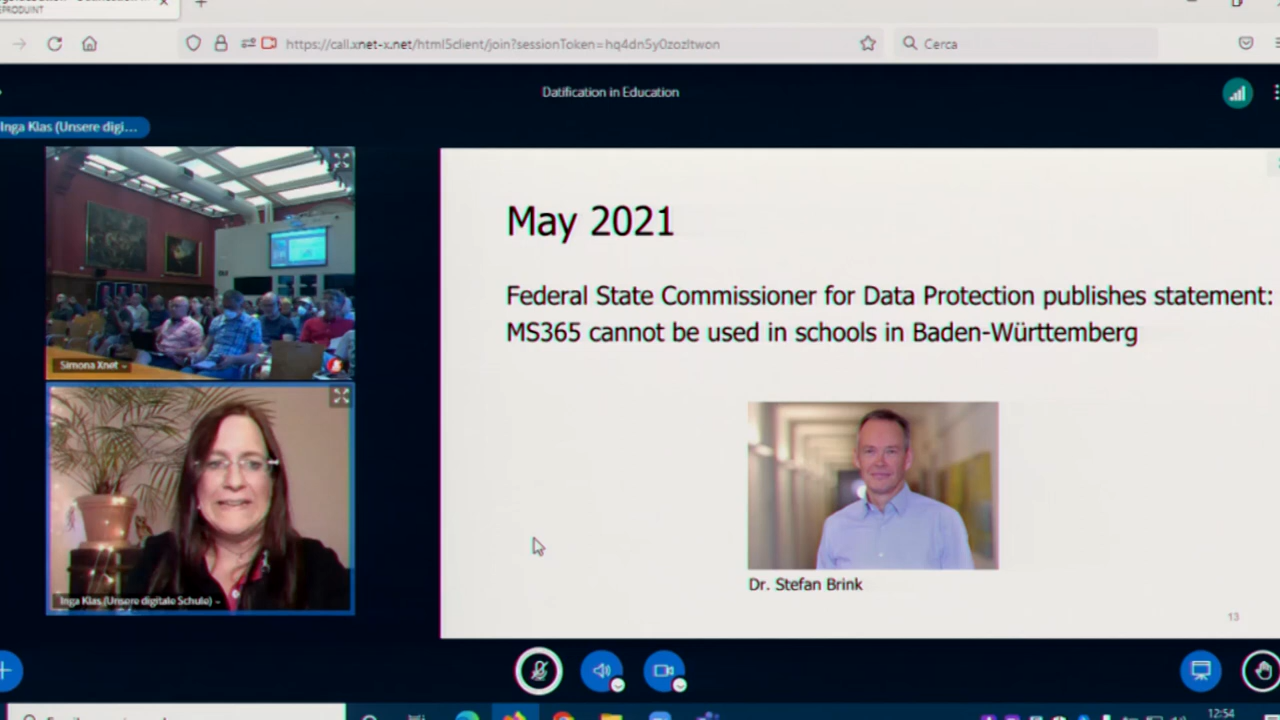 PRODUINT
https://call.xnet-x.net/html5client/join?sessionToken=hq4dn5y0zozltwon
Cerca
Datification in Education
Inga Klas (Unsere digi...
May 2021
Federal State Commissioner for Data Protection publishes statement:
MS365 cannot be used in schools in Baden-Württemberg
Simona Xnet
Inga Klas (Unsere digitale Schule)
Dr. Stefan Brink
13
12:54